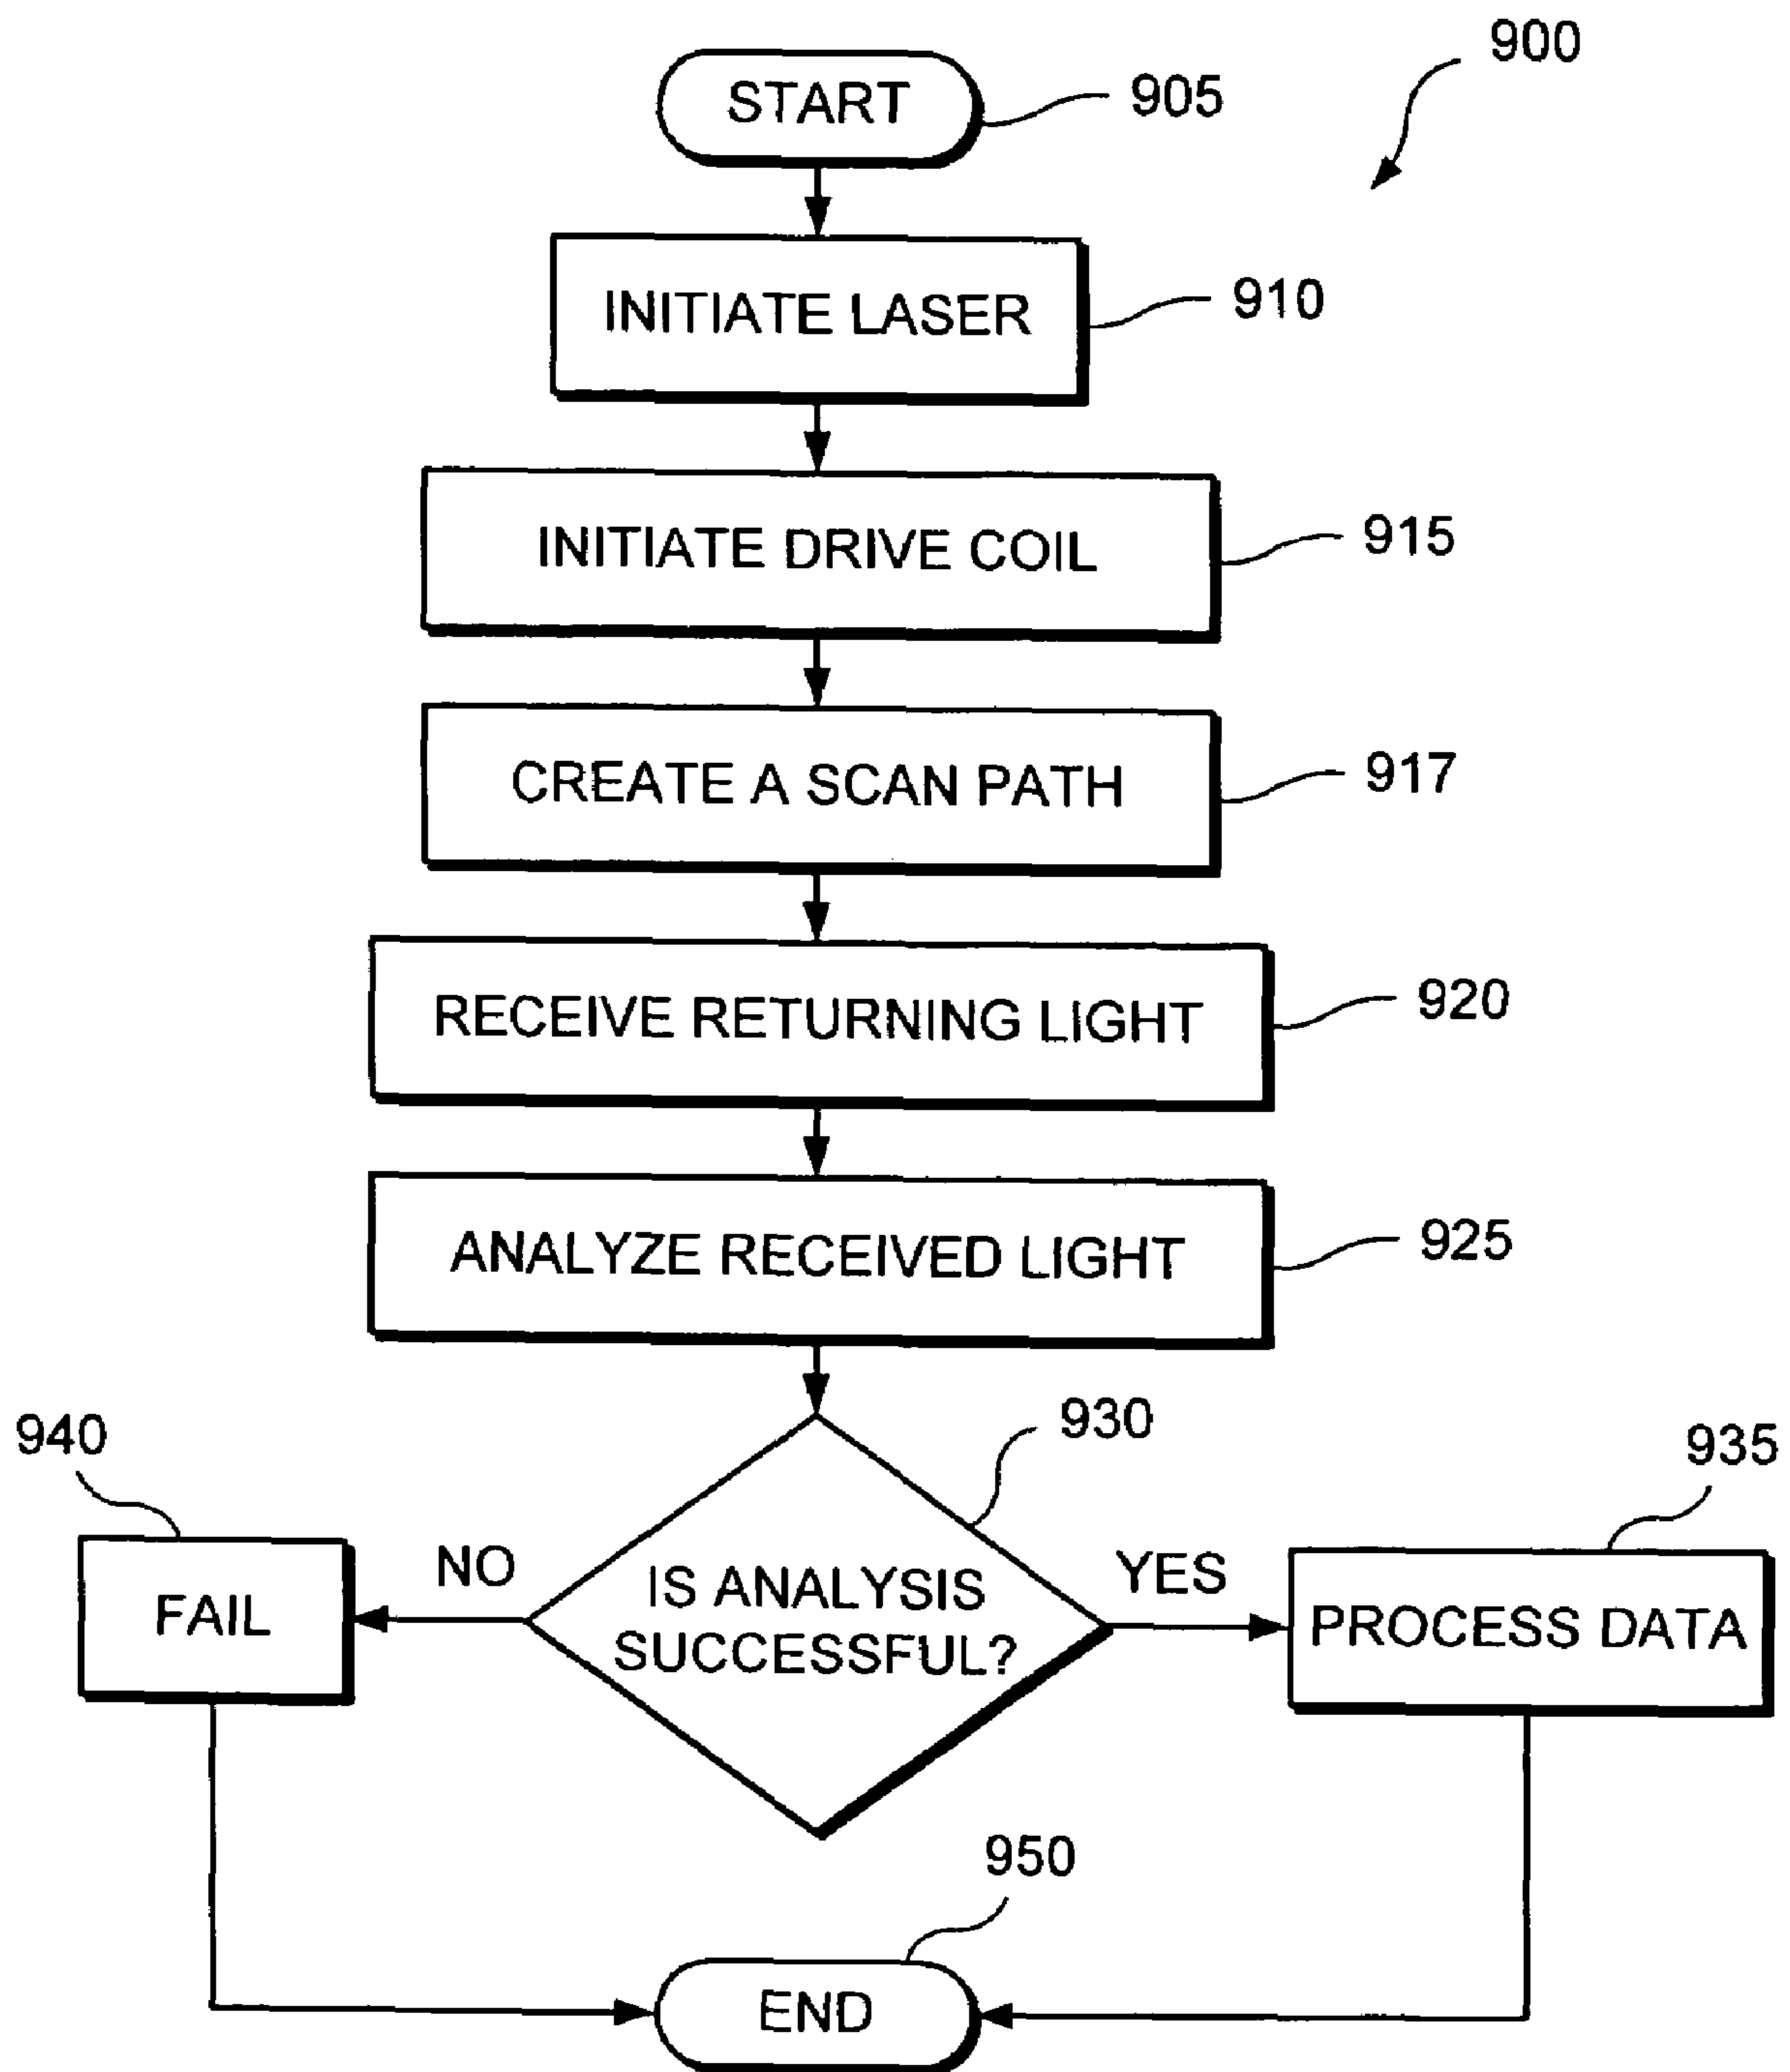 900
START
905
INITIATE LASER
910
INITIATE DRIVE COIL
915
CREATE A SCAN PATH
917
RECEIVE RETURNING LIGHT
920
ANALYZE RECEIVED LIGHT
925
930
940
935
NO
IS ANALYSIS
SUCCESSFUL?
YES
FAIL
PROCESS DATA
950
END